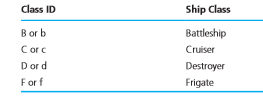 Class ID Ship Class
B or b Battleship
C or c Cruiser
D or d Destroyer
F or f Frigate